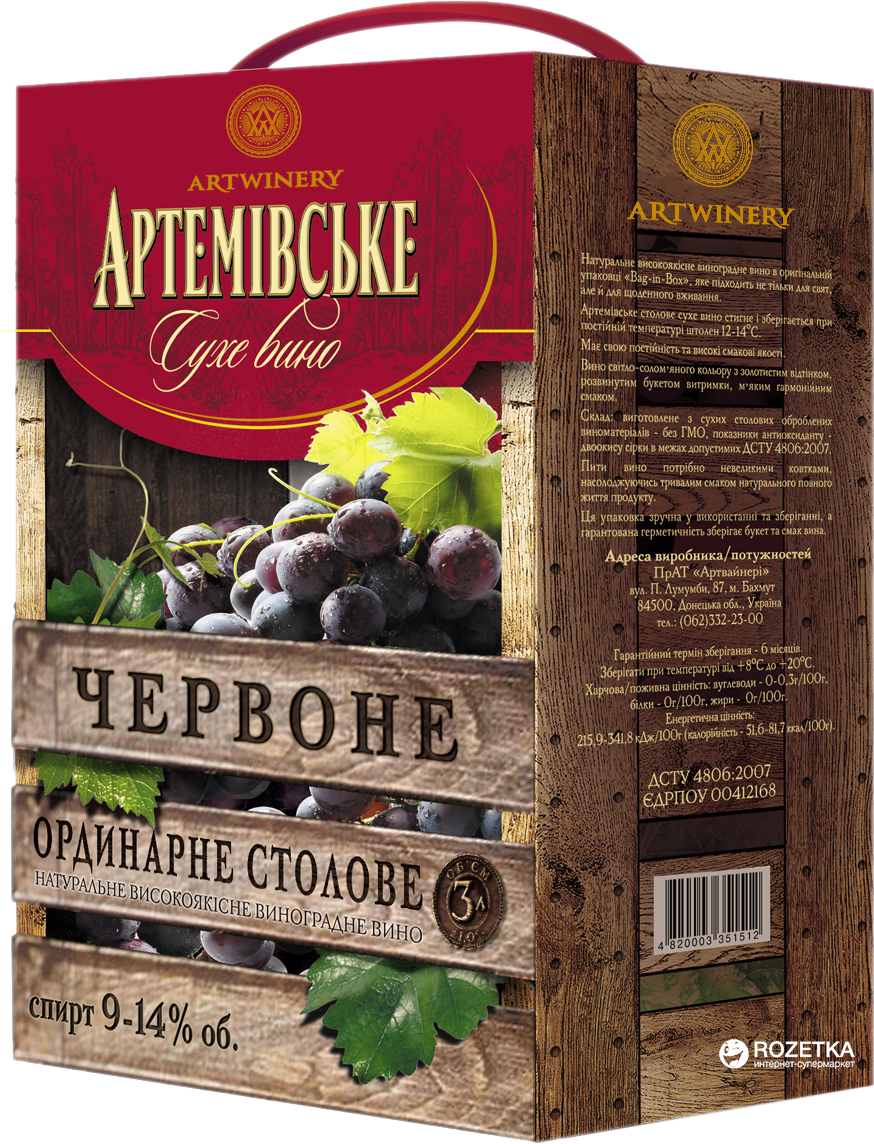 ARTWINERY
АРТЕМІВСЬКЕ
Сухе вино
ЧЕРВОНЕ
ОРДИНАРНЕ СТОЛОВЕ
НАТУРАЛЬНЕ ВИСОКОЯКІСНЕ ВИНОГРАДНЕ ВИНО
ОБ'ЄМ
3 л
спирт 9-14% об.
ARTWINERY
Натуральне високоякісне виноградне вино в оригінальній
упаковці «Bag-in-Box», яке підходить не тільки для свят,
але й для щоденного вживання.
Артемівське столове сухе вино стигне і зберігається при
постійній температурі штолен 12-14°С.
Має свою постійність та високі смакові якості.
Вино світло-солом'яного кольору з золотистим відтінком,
розвинутим букетом витримки, м'яким гармонійним
смаком.
Склад: виготовлене з сухих столових оброблених
виноматеріалів - без ГМО, показники антиоксиданту -
двоокису сірки в межах допустимих ДСТУ 4806:2007.
Пити вино потрібно невеликими ковтками,
насолоджуючись тривалим смаком натурального повного
життя продукту.
Ця упаковка зручна у використанні та зберіганні, а
гарантована герметичність зберігає букет та смак вина.
Адреса виробника/потужностей
ПрАТ «Артвайнері»
вул. П. Лумумби, 87, м. Бахмут
84500, Донецька обл., Україна
тел.: (062)332-23-00
Гарантійний термін зберігання - 6 місяців.
Зберігати при температурі від +8°С до +20°С.
Харчова/поживна цінність: вуглеводи - 0-0,3г/100г,
білки - 0г/100г, жири - 0г/100г.
Енергетична цінність:
215,9-341,8 кДж/100г (калорійність - 51,6-81,7 ккал/100г).
ДСТУ 4806:2007
ЄДРПОУ 00412168
4 820003 351512
ROZETKA
интернет-супермаркет